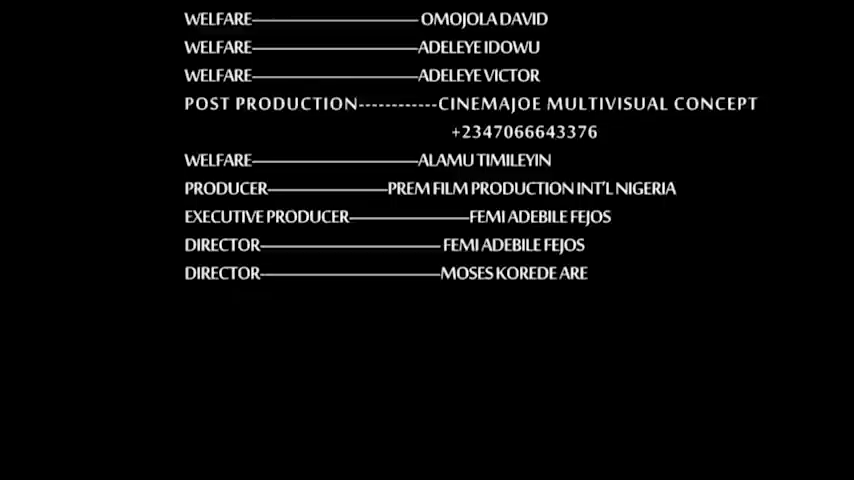 WELFARE———————— OMOJOLA DAVID
WELFARE————————ADELEYE IDOWU
WELFARE————————ADELEYE VICTOR
POST PRODUCTION------------CINEMAJOE MULTIVISUAL CONCEPT
+2347066643376
WELFARE————————ALAMU TIMILEYIN
PRODUCER——————PREM FILM PRODUCTION INT'L NIGERIA
EXECUTIVE PRODUCER——————FEMI ADEBILE FEJOS
DIRECTOR————————— FEMI ADEBILE FEJOS
DIRECTOR—————————MOSES KOREDE ARE